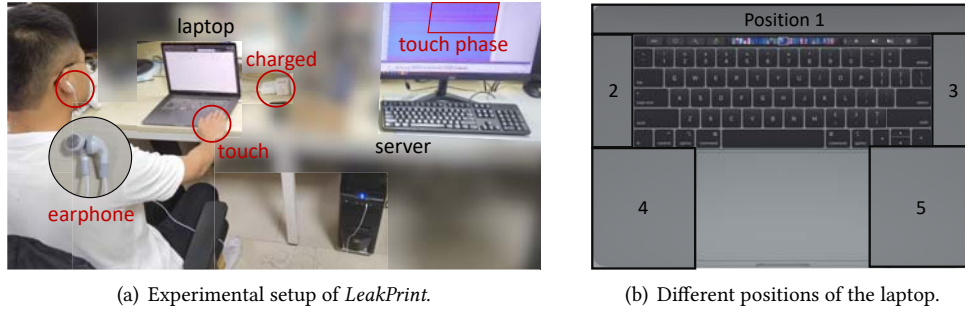 laptop
charged
touch phase
touch
server
earphone
(a) Experimental setup of LeakPrint.
Position 1
2
3
4
5
(b) Different positions of the laptop.